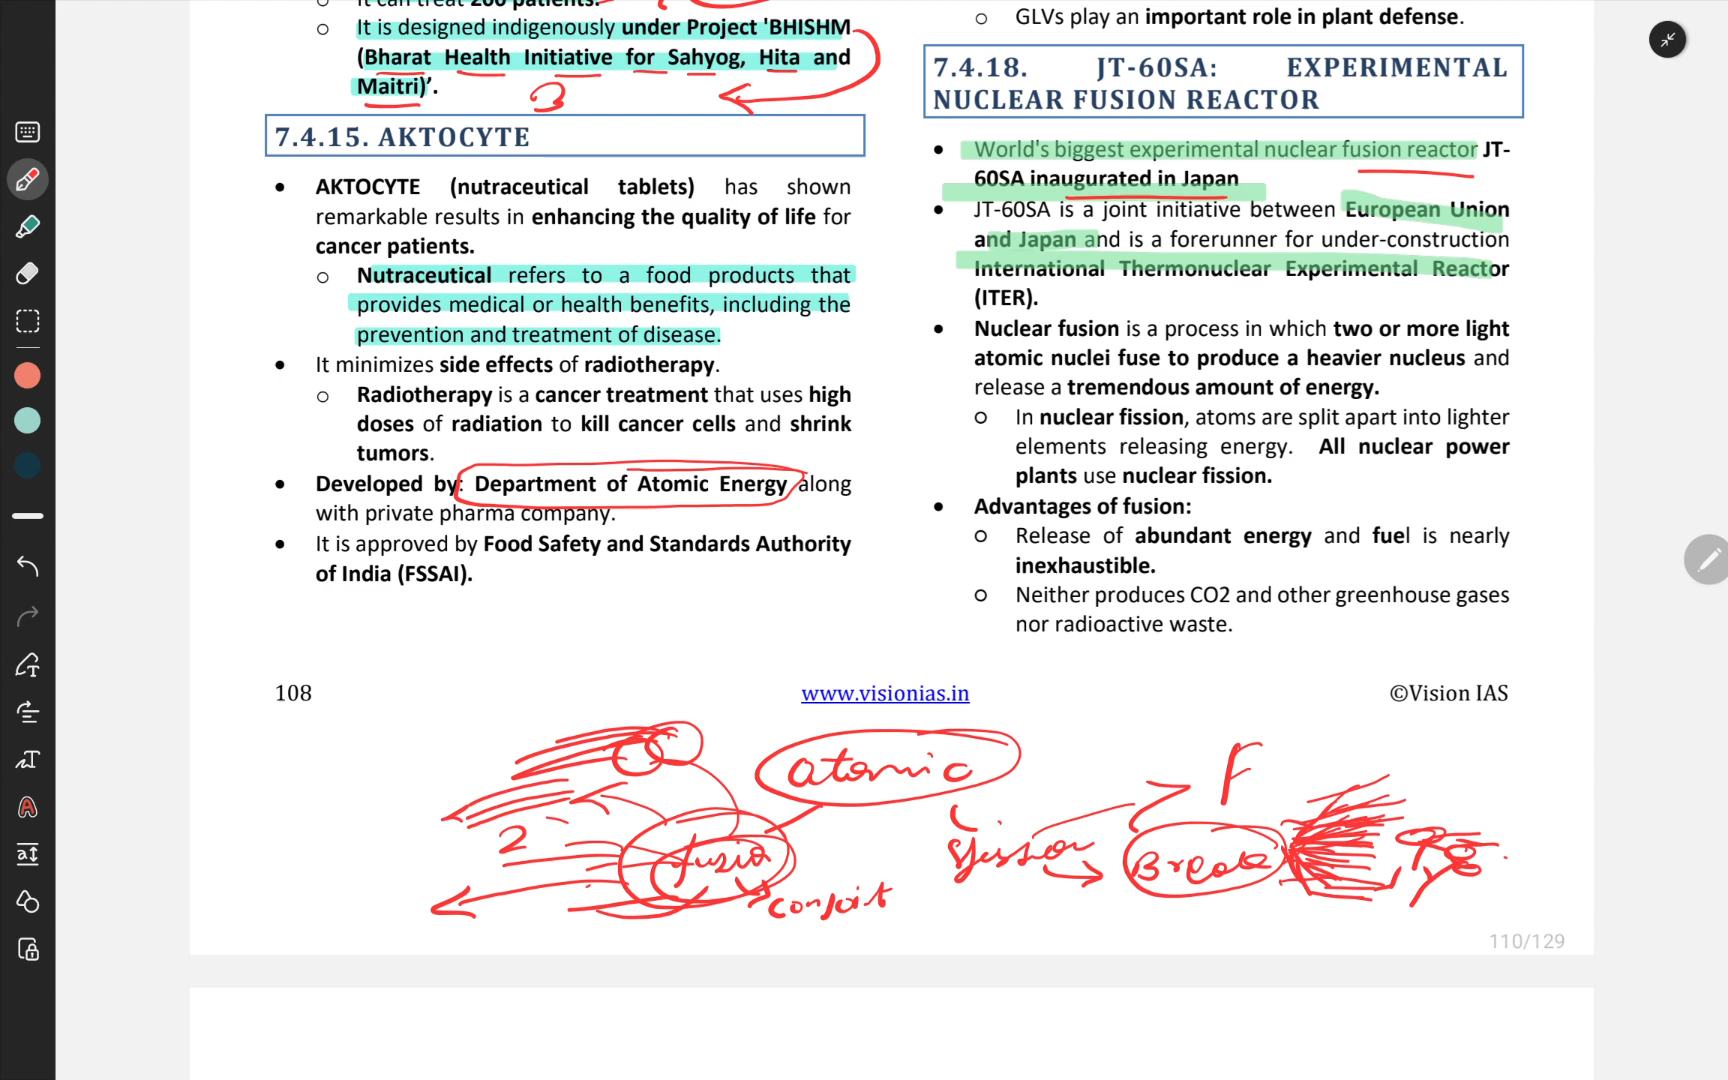 It can treat 200 patients.
It is designed indigenously under Project 'BHISHM
(Bharat Health Initiative for Sahyog, Hita and
Maitri)'.
3
7.4.15. AKTOCYTE
AKTOCYTE (nutraceutical tablets) has shown
remarkable results in enhancing the quality of life for
cancer patients.
Nutraceutical refers to a food products that
provides medical or health benefits, including the
prevention and treatment of disease.
It minimizes side effects of radiotherapy.
Radiotherapy is a cancer treatment that uses high
doses of radiation to kill cancer cells and shrink
tumors.
Developed by: Department of Atomic Energy along
with private pharma company.
It is approved by Food Safety and Standards Authority
of India (FSSAI).
GLVs play an important role in plant defense.
7.4.18. JT-60SA: EXPERIMENTAL
NUCLEAR FUSION REACTOR
World's biggest experimental nuclear fusion reactor JT-
60SA inaugurated in Japan
JT-60SA is a joint initiative between European Union
and Japan and is a forerunner for under-construction
International Thermonuclear Experimental Reactor
(ITER).
Nuclear fusion is a process in which two or more light
atomic nuclei fuse to produce a heavier nucleus and
release a tremendous amount of energy.
In nuclear fission, atoms are split apart into lighter
elements releasing energy. All nuclear power
plants use nuclear fission.
Advantages of fusion:
Release of abundant energy and fuel is nearly
inexhaustible.
Neither produces CO2 and other greenhouse gases
nor radioactive waste.
108
www.visionias.in
©Vision IAS
atomic
F
2
fusio
Break
conjoit
110/129